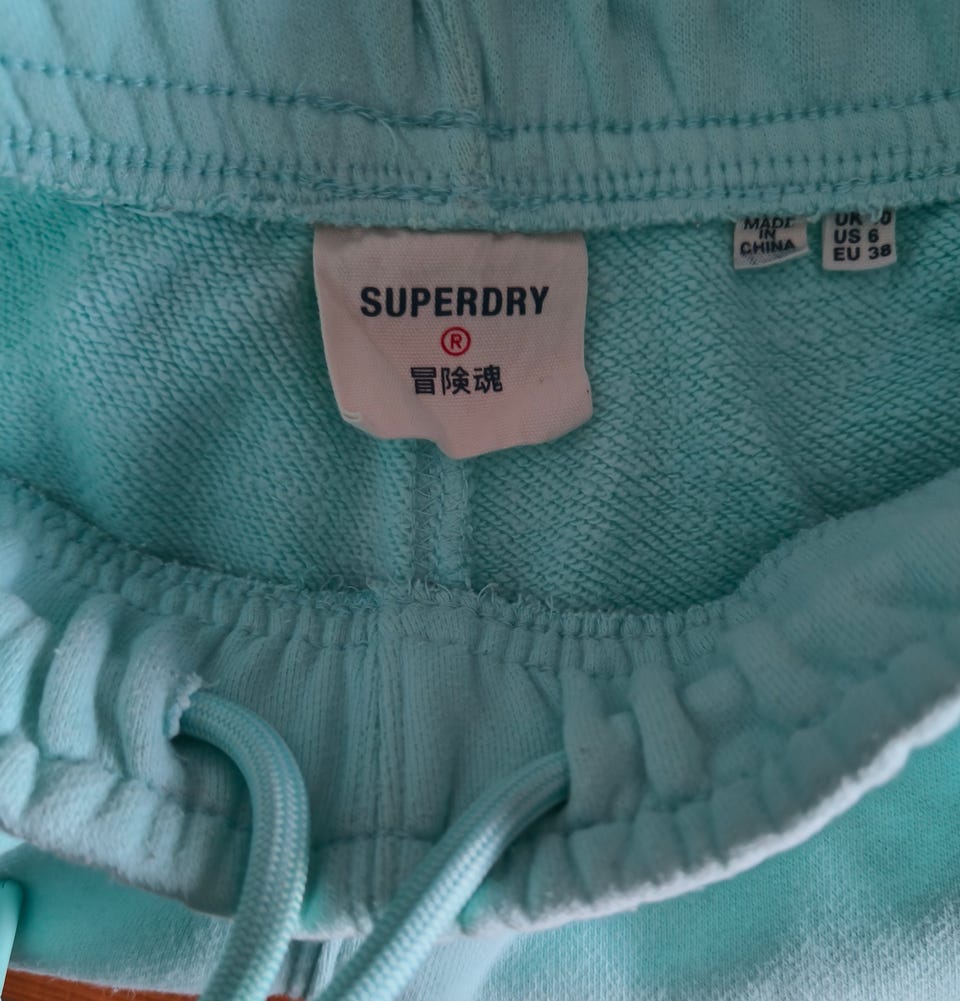 SUPERDRY
®
冒険魂
MADE
IN
CHINA
UK
US 6
EU 38